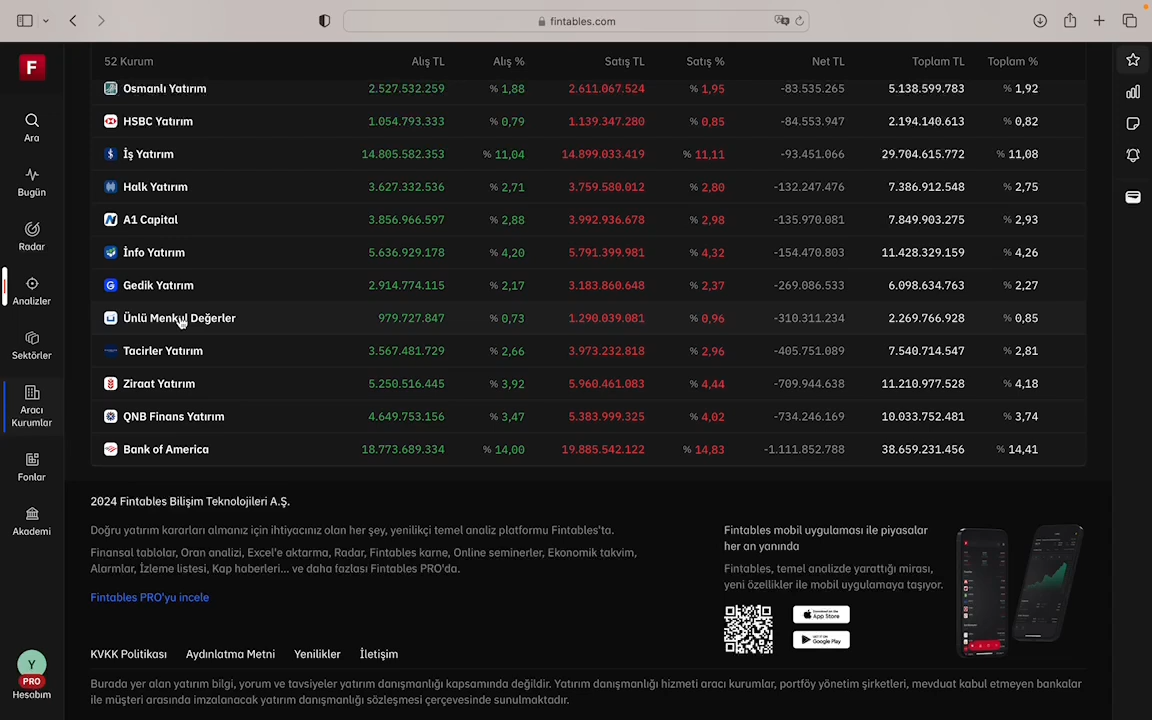 fintables.com
F
Ara
Bugün
Radar
Analizler
Sektörler
Aracı
Kurumlar
Fonlar
Akademi
Y
PRO
Hesabım
52 Kurum Alış TL Alış % Satış TL Satış % Net TL Toplam TL Toplam %
Osmanlı Yatırım 2.527.532.259 % 1,88 2.611.067.524 % 1,95 -83.535.265 5.138.599.783 % 1,92
HSBC Yatırım 1.054.793.333 % 0,79 1.139.347.280 % 0,85 -84.553.947 2.194.140.613 % 0,82
İş Yatırım 14.805.582.353 % 11,04 14.899.033.419 % 11,11 -93.451.066 29.704.615.772 % 11,08
Halk Yatırım 3.627.332.536 % 2,71 3.759.580.012 % 2,80 -132.247.476 7.386.912.548 % 2,75
A1 Capital 3.856.966.597 % 2,88 3.992.936.678 % 2,98 -135.970.081 7.849.903.275 % 2,93
İnfo Yatırım 5.636.929.178 % 4,20 5.791.399.981 % 4,32 -154.470.803 11.428.329.159 % 4,26
Gedik Yatırım 2.914.774.115 % 2,17 3.183.860.648 % 2,37 -269.086.533 6.098.634.763 % 2,27
Ünlü Menkul Değerler 979.727.847 % 0,73 1.290.039.081 % 0,96 -310.311.234 2.269.766.928 % 0,85
Tacirler Yatırım 3.567.481.729 % 2,66 3.973.232.818 % 2,96 -405.751.089 7.540.714.547 % 2,81
Ziraat Yatırım 5.250.516.445 % 3,92 5.960.461.083 % 4,44 -709.944.638 11.210.977.528 % 4,18
QNB Finans Yatırım 4.649.753.156 % 3,47 5.383.999.325 % 4,02 -734.246.169 10.033.752.481 % 3,74
Bank of America 18.773.689.334 % 14,00 19.885.542.122 % 14,83 -1.111.852.788 38.659.231.456 % 14,41
2024 Fintables Bilişim Teknolojileri A.Ş.
Doğru yatırım kararları almanız için ihtiyacınız olan her şey, yenilikçi temel analiz platformu Fintables'ta.
Finansal tablolar, Oran analizi, Excel'e aktarma, Radar, Fintables karne, Online seminerler, Ekonomik takvim,
Alarmlar, İzleme listesi, Kap haberleri... ve daha fazlası Fintables PRO'da.
Fintables PRO'yu incele
Fintables mobil uygulaması ile piyasalar
her an yanında
Fintables, temel analizde yarattığı mirası,
yeni özellikler ile mobil uygulamaya taşıyor.
App Store
Google Play
KVKK Politikası Aydınlatma Metni Yenilikler İletişim
Burada yer alan yatırım bilgi, yorum ve tavsiyeler yatırım danışmanlığı kapsamında değildir. Yatırım danışmanlığı hizmeti aracı kurumlar, portföy yönetim şirketleri, mevduat kabul etmeyen bankalar
ile müşteri arasında imzalanacak yatırım danışmanlığı sözleşmesi çerçevesinde sunulmaktadır.